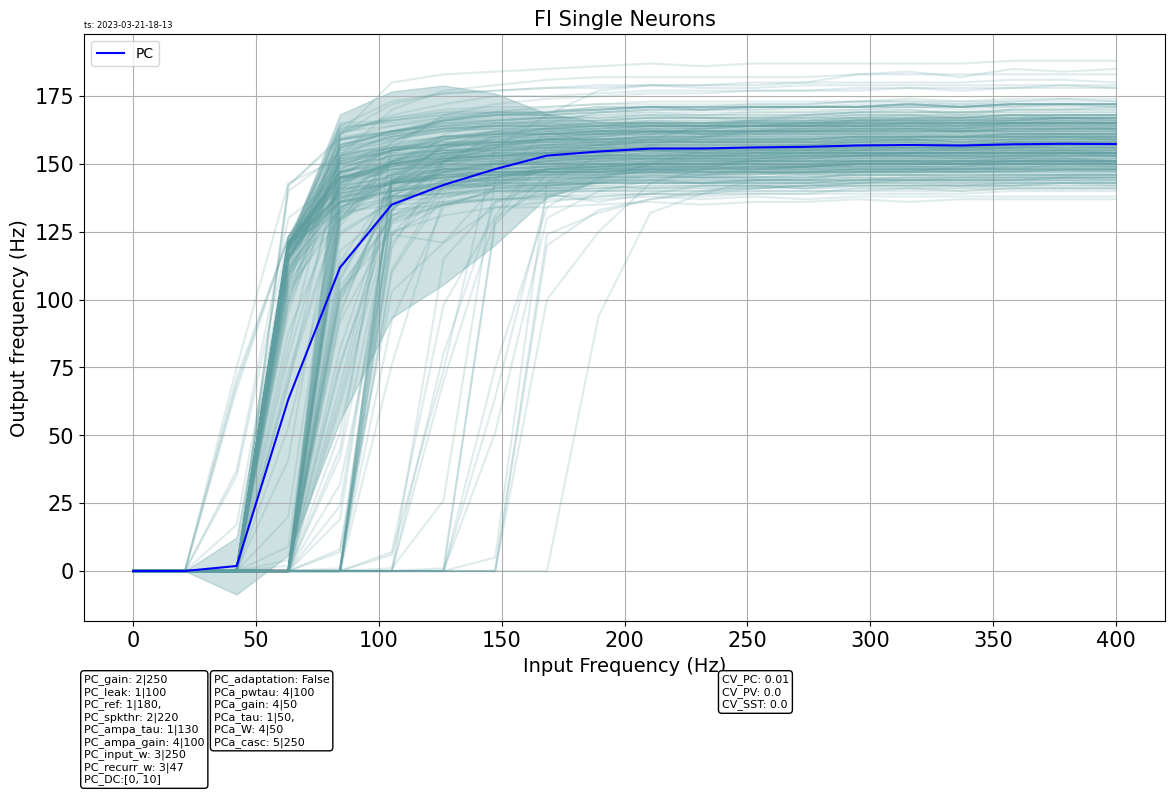 FI Single Neurons
ts: 2023-03-21-18-13
PC
175
150
125
100
75
50
25
0
Output frequency (Hz)
0 50 100 150 200 250 300 350 400
Input Frequency (Hz)
PC_gain: 2|250
PC_leak: 1|100
PC_ref: 1|180,
PC_spkthr: 2|220
PC_ampa_tau: 1|130
PC_ampa_gain: 4|100
PC_input_w: 3|250
PC_recurr_w: 3|47
PC_DC:[0, 10]
PC_adaptation: False
PCa_pwtau: 4|100
PCa_gain: 4|50
PCa_tau: 1|50,
PCa_W: 4|50
PCa_casc: 5|250
CV_PC: 0.01
CV_PV: 0.0
CV_SST: 0.0